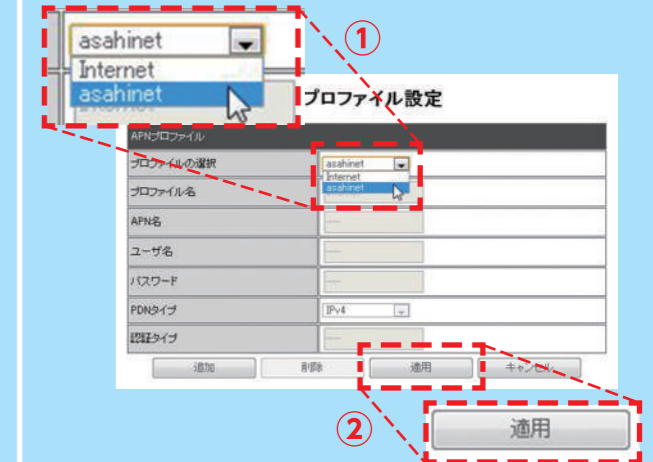 asahinet
Internet
asahinet
①
プロファイル設定
APNプロファイル
プロファイルの選択
asahinet
Internet
asahinet
プロファイル名
APN名
ユーザ名
パスワード
PDNタイプ
IPv4
認証タイプ
追加
削除
適用
キャンセル
②
適用